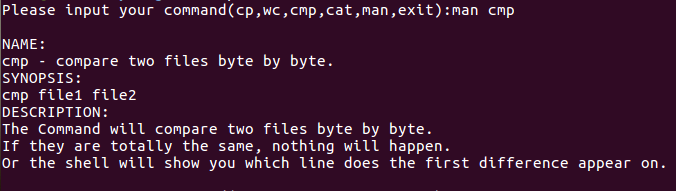 Please input your command(cp,wc,cmp,cat,man,exit):man cmp
NAME:
cmp - compare two files byte by byte.
SYNOPSIS:
cmp file1 file2
DESCRIPTION:
The Command will compare two files byte by byte.
If they are totally the same, nothing will happen.
Or the shell will show you which line does the first difference appear on.